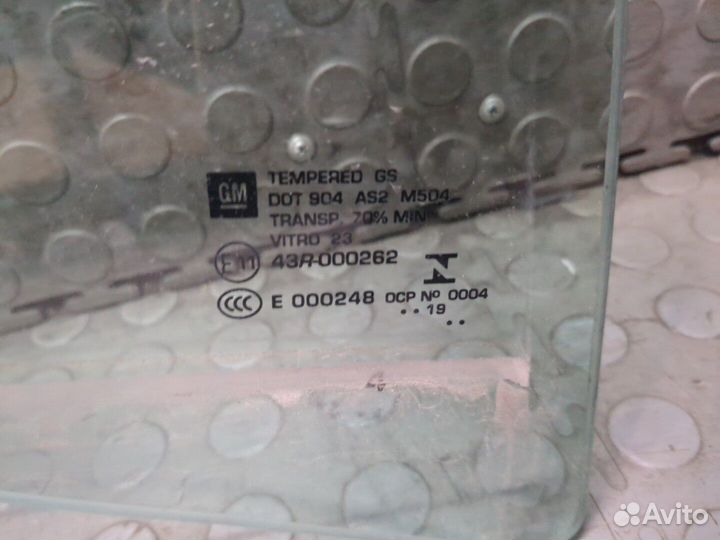 GM
TEMPERED GS
DOT 904 AS2 M504
TRANSP. 70% MIN
VITRO 23
E11 43R-000262
CCC E 000248 OCP Nº 0004
..19
..
Avito